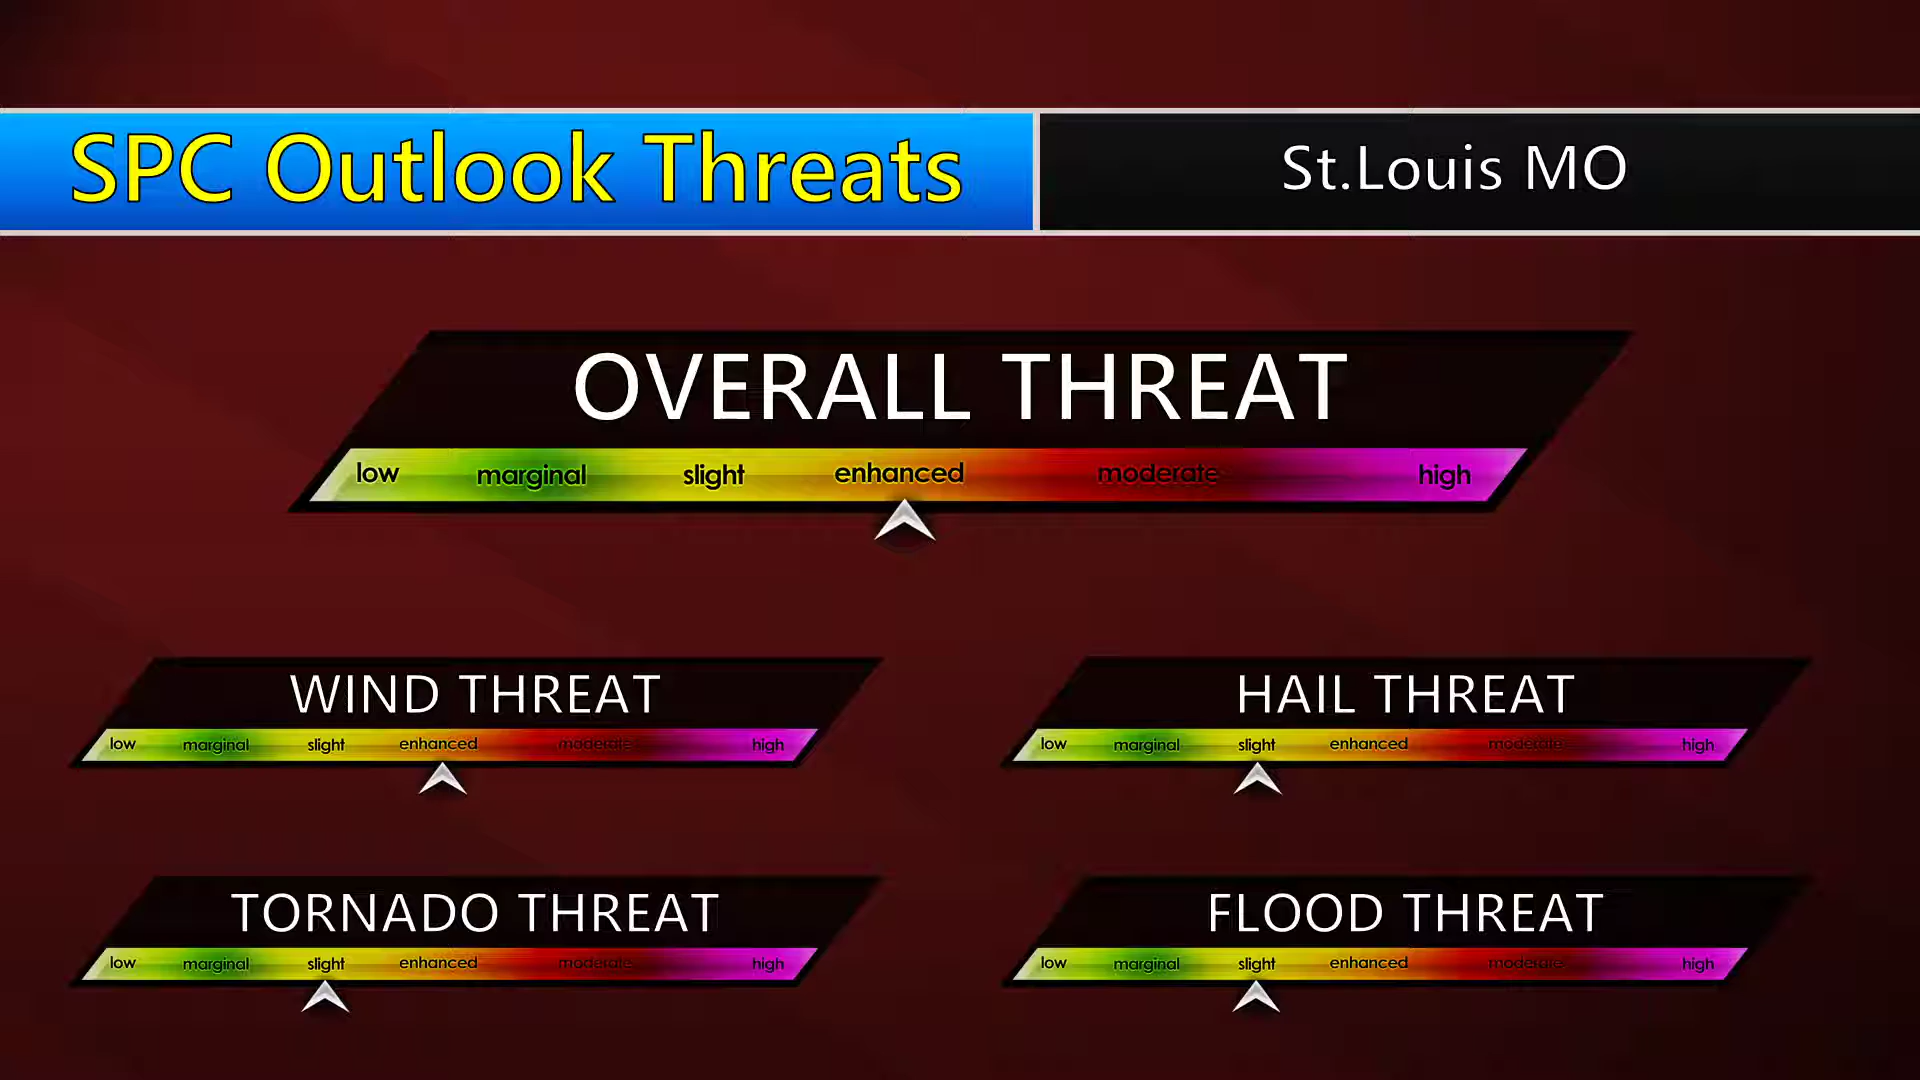 SPC Outlook Threats
St.Louis MO
OVERALL THREAT
low marginal slight enhanced moderate high
WIND THREAT
low marginal slight enhanced moderate high
HAIL THREAT
low marginal slight enhanced moderate high
TORNADO THREAT
low marginal slight enhanced moderate high
FLOOD THREAT
low marginal slight enhanced moderate high